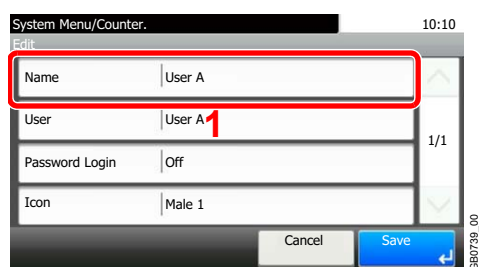 System Menu/Counter. 10:10
Edit
Name User A
User User A
1
1/1
Password Login Off
Icon Male 1
Cancel Save
GB0739_00